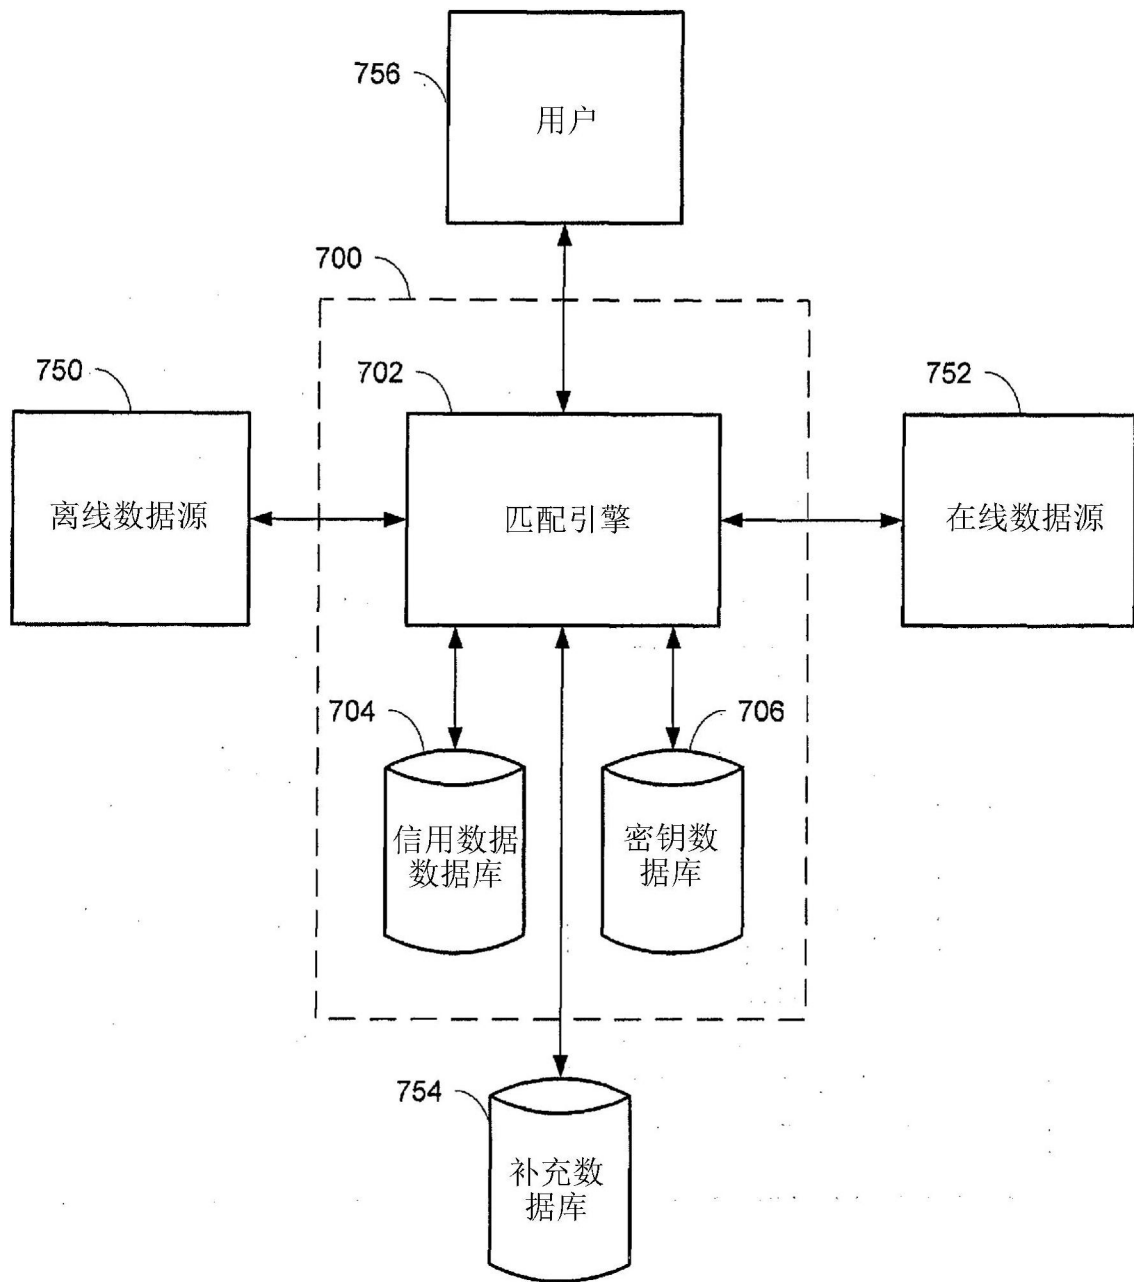 756
用户
700
750
702
752
离线数据源
匹配引擎
在线数据源
704
706
信用数据
数据库
密钥数
据库
754
补充数
据库